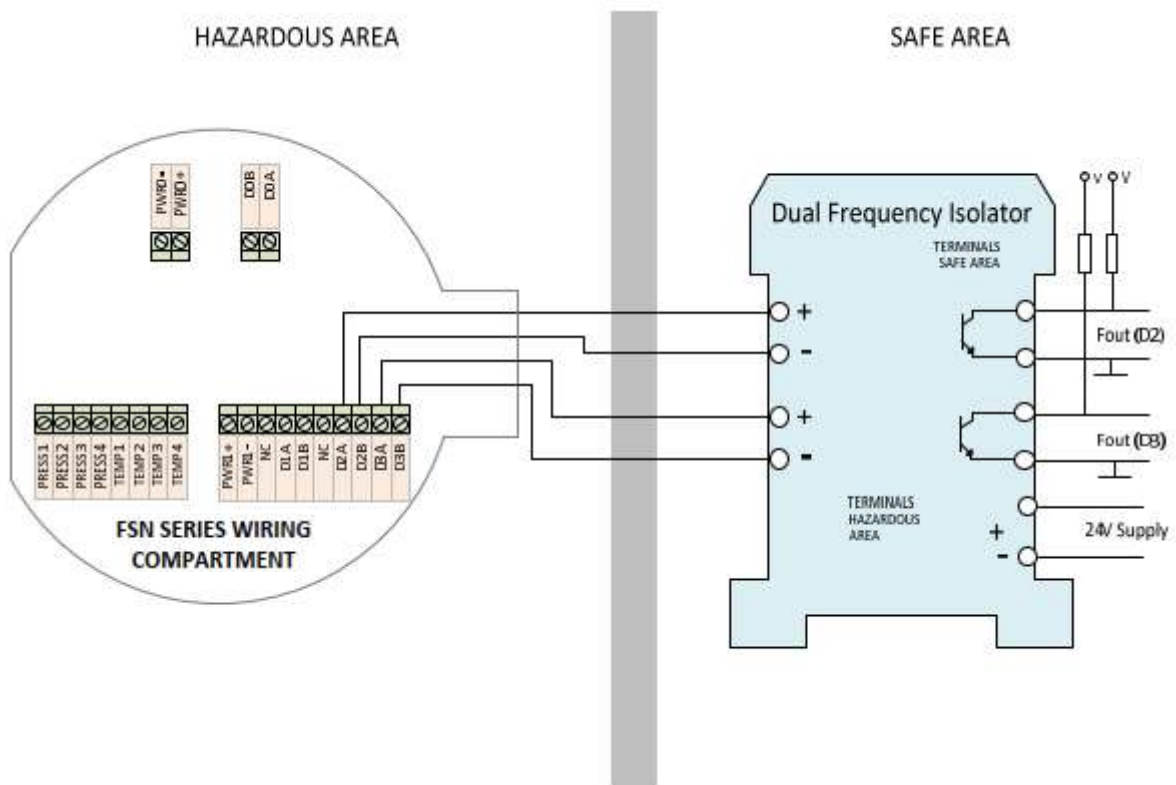 HAZARDOUS AREA
SAFE AREA
PWR0-
PWR0+
D0B
D0A
V V
Dual Frequency Isolator
TERMINALS
SAFE AREA
+
-
Fout (D2)
+
-
Fout (D3)
PRESS1
PRESS2
PRESS3
PRESS4
TEMP1
TEMP2
TEMP3
TEMP4
PWR1+
PWR1-
NC
D1A
D1B
NC
D2A
D2B
D3A
D3B
TERMINALS
HAZARDOUS
AREA
+
-
24V Supply
FSN SERIES WIRING
COMPARTMENT